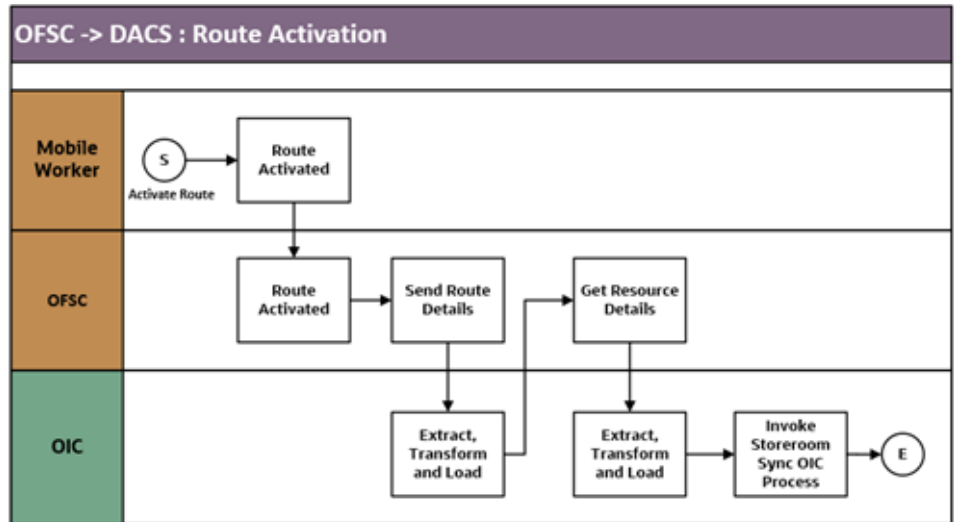 OFSC -> DACS : Route Activation
Mobile
Worker
S
Activate Route
Route
Activated
OFSC
Route
Activated
Send Route
Details
Get Resource
Details
OIC
Extract,
Transform
and Load
Extract,
Transform
and Load
Invoke
Storeroom
Sync OIC
Process
E